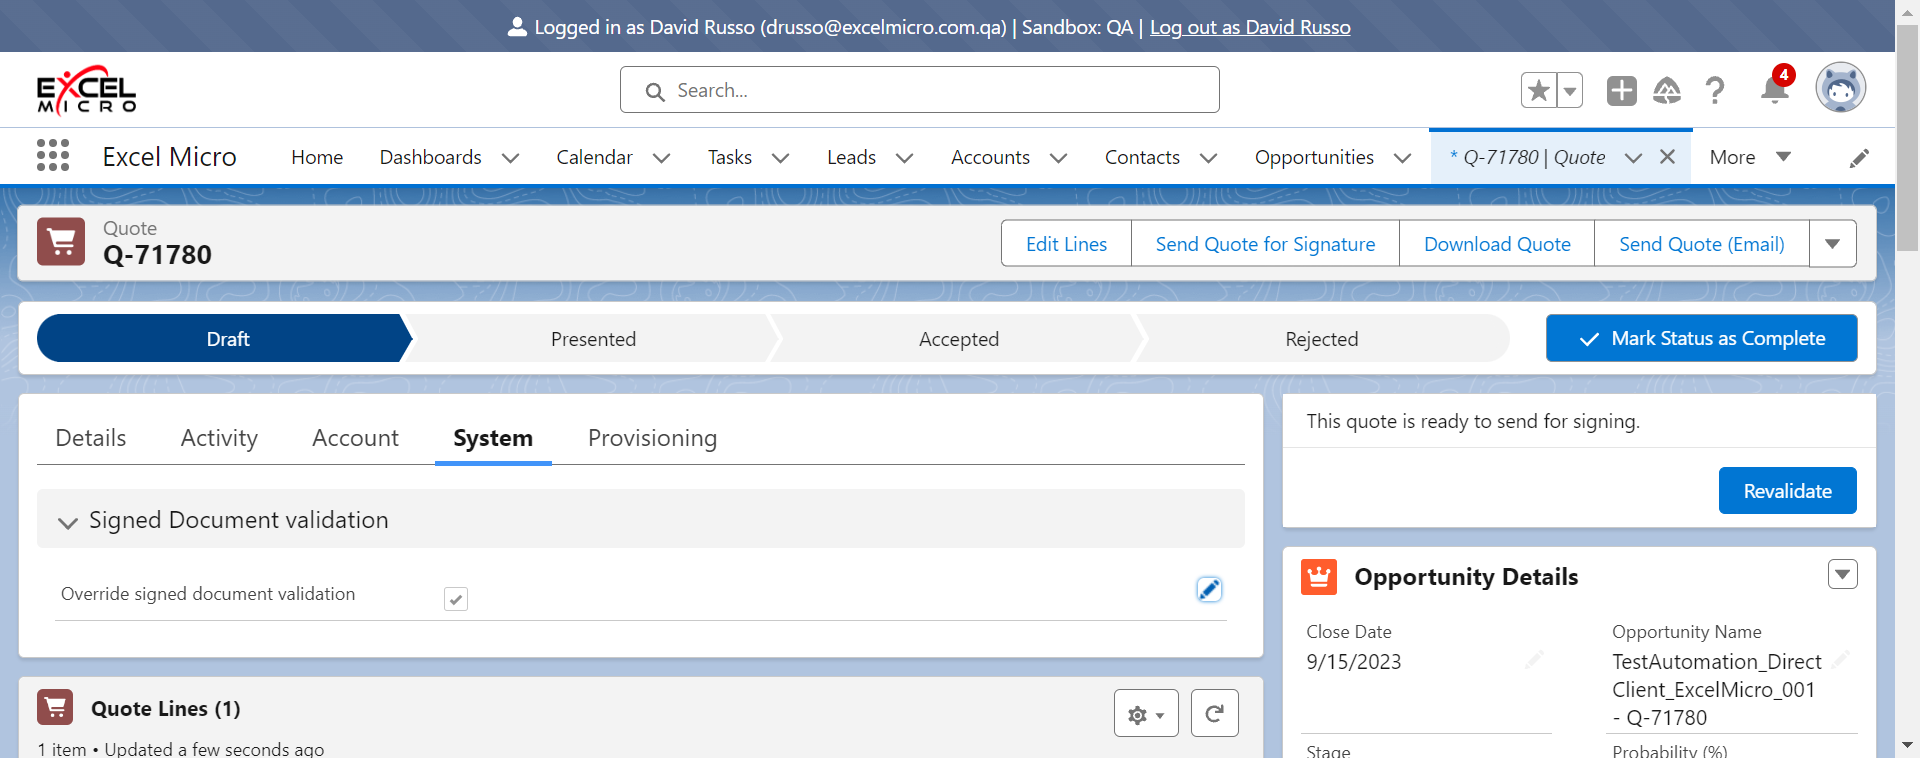 Logged in as David Russo (drusso@excelmicro.com.qa) | Sandbox: QA | Log out as David Russo
EXCEL
MICRO
Search...
4
Excel Micro
Home
Dashboards
Calendar
Tasks
Leads
Accounts
Contacts
Opportunities
* Q-71780 | Quote
More
Quote
Q-71780
Edit Lines
Send Quote for Signature
Download Quote
Send Quote (Email)
Draft
Presented
Accepted
Rejected
Mark Status as Complete
Details
Activity
Account
System
Provisioning
Signed Document validation
Override signed document validation
Quote Lines (1)
1 item • Updated a few seconds ago
This quote is ready to send for signing.
Revalidate
Opportunity Details
Close Date
9/15/2023
Opportunity Name
TestAutomation_Direct
Client_ExcelMicro_001
- Q-71780
Stage
Probability (%)